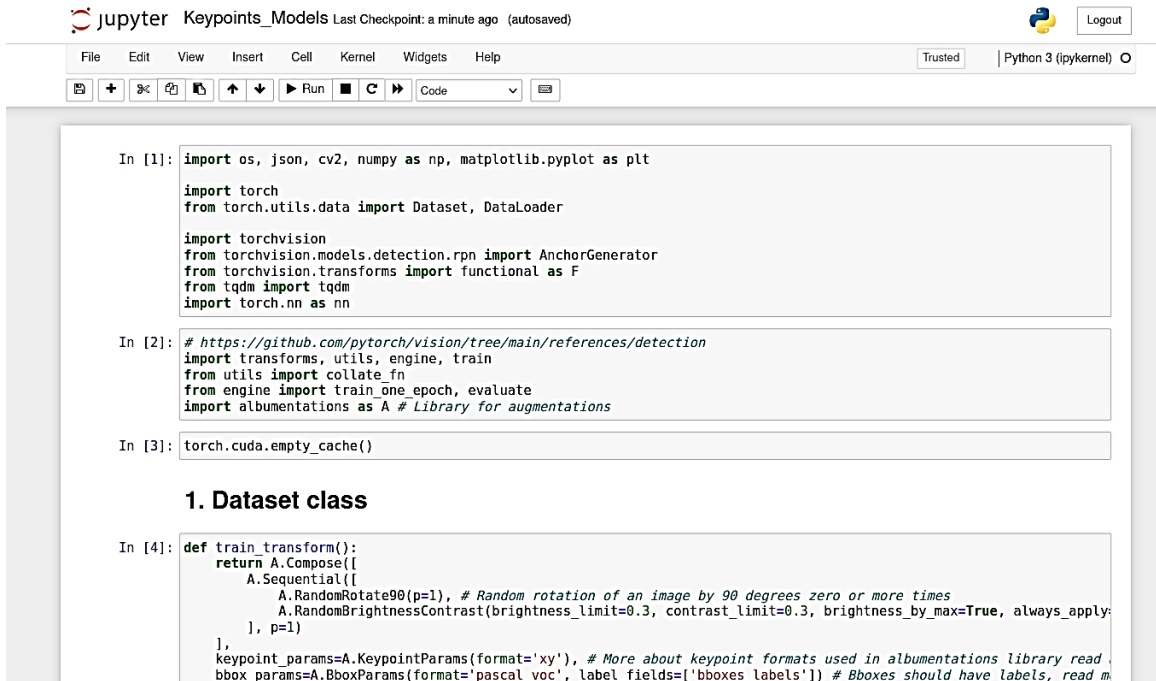 jupyter Keypoints_Models Last Checkpoint: a minute ago (autosaved)
Logout
File Edit View Insert Cell Kernel Widgets Help
Trusted
Python 3 (ipykernel)
Run
Code
In [1]: import os, json, cv2, numpy as np, matplotlib.pyplot as plt
import torch
from torch.utils.data import Dataset, DataLoader
import torchvision
from torchvision.models.detection.rpn import AnchorGenerator
from torchvision.transforms import functional as F
from tqdm import tqdm
import torch.nn as nn
In [2]: # https://github.com/pytorch/vision/tree/main/references/detection
import transforms, utils, engine, train
from utils import collate_fn
from engine import train_one_epoch, evaluate
import albumentations as A # Library for augmentations
In [3]: torch.cuda.empty_cache()
1. Dataset class
In [4]: def train_transform():
return A.Compose([
A.Sequential([
A.RandomRotate90(p=1), # Random rotation of an image by 90 degrees zero or more times
A.RandomBrightnessContrast(brightness_limit=0.3, contrast_limit=0.3, brightness_by_max=True, always_apply=
], p=1)
],
keypoint_params=A.KeypointParams(format='xy'), # More about keypoint formats used in albumentations library read
bbox_params=A.BboxParams(format='pascal_voc', label_fields=['bboxes_labels']) # Bboxes should have labels, read